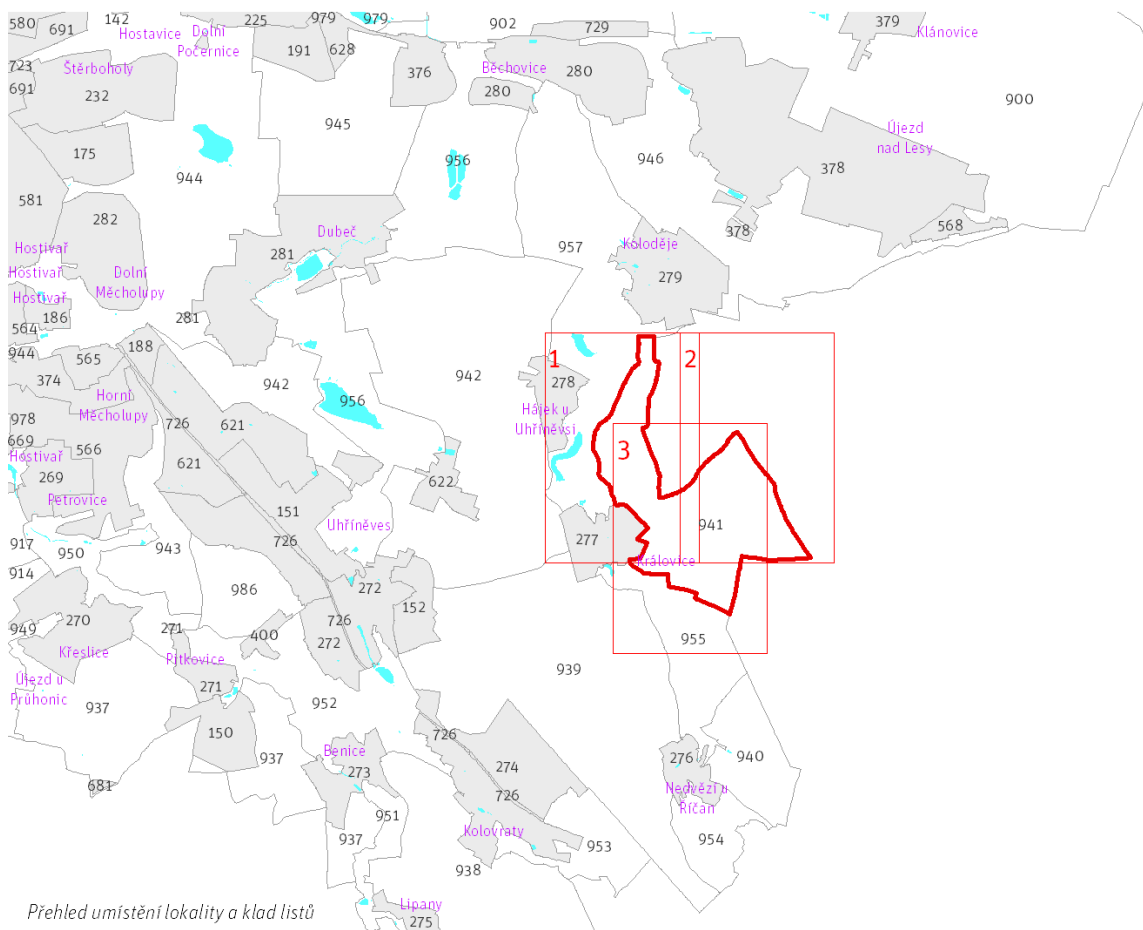 580
691
142
Hostavice
Dolní
Počernice
225
979
979
902
729
379
Klánovice
723
691
Štěrboholy
232
191
628
376
Běchovice
280
280
900
175
944
945
956
946
Újezd
nad Lesy
378
581
282
Hostivař
Hostivař
Hostivař
Dolní
Měcholupy
186
564
281
281
Dubeč
957
Koloděje
279
378
568
944
565
188
374
Horní
Měcholupy
978
669
566
Hostivař
269
Petrovice
726
621
621
942
956
942
1
278
Hájek u
Uhříněvsi
2
3
622
151
Uhříněves
726
941
277
Královice
917
950
943
914
986
272
726
272
152
949
270
Křeslice
271
400
Pitkovice
271
Újezd u
Průhonic
937
150
952
937
955
939
681
Benice
273
726
274
726
276
940
Nedvězí u
Říčan
951
937
Kolovraty
938
953
954
Lipany
275
Přehled umístění lokality a klad listů